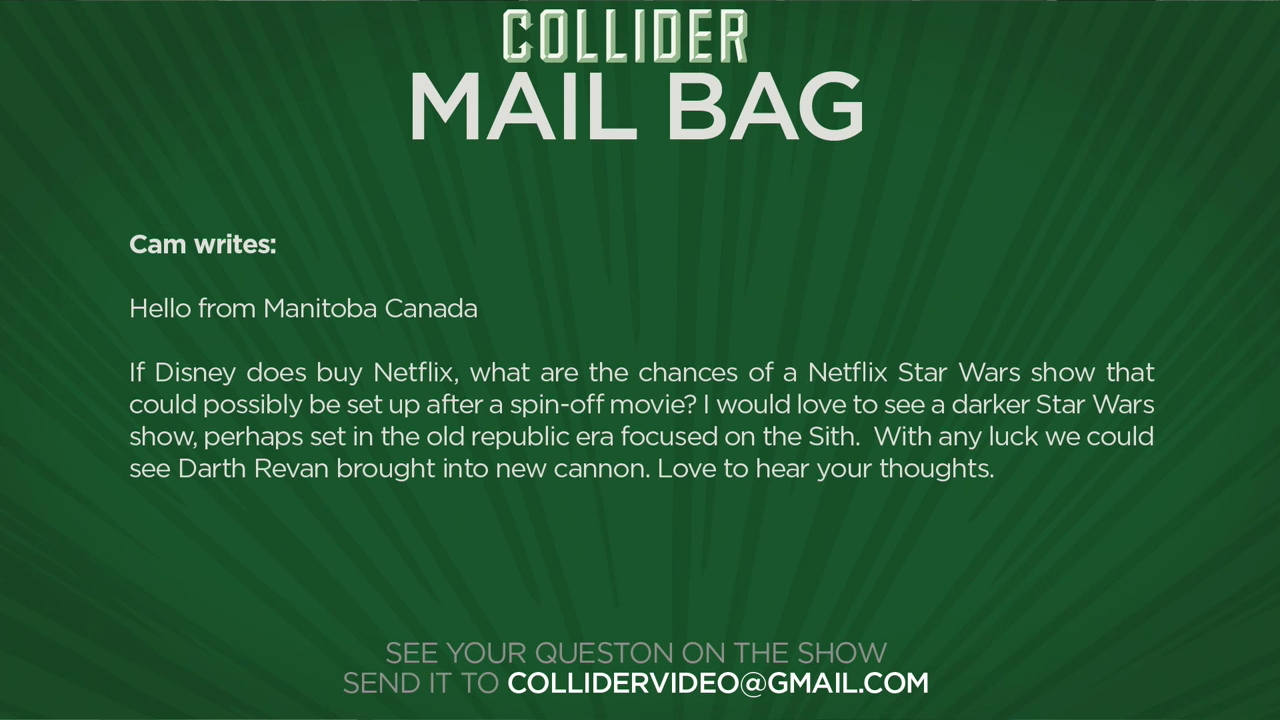 COLLIDER
MAIL BAG
Cam writes:
Hello from Manitoba Canada
If Disney does buy Netflix, what are the chances of a Netflix Star Wars show that
could possibly be set up after a spin-off movie? I would love to see a darker Star Wars
show, perhaps set in the old republic era focused on the Sith.  With any luck we could
see Darth Revan brought into new cannon. Love to hear your thoughts.
SEE YOUR QUESTON ON THE SHOW
SEND IT TO COLLIDERVIDEO@GMAIL.COM